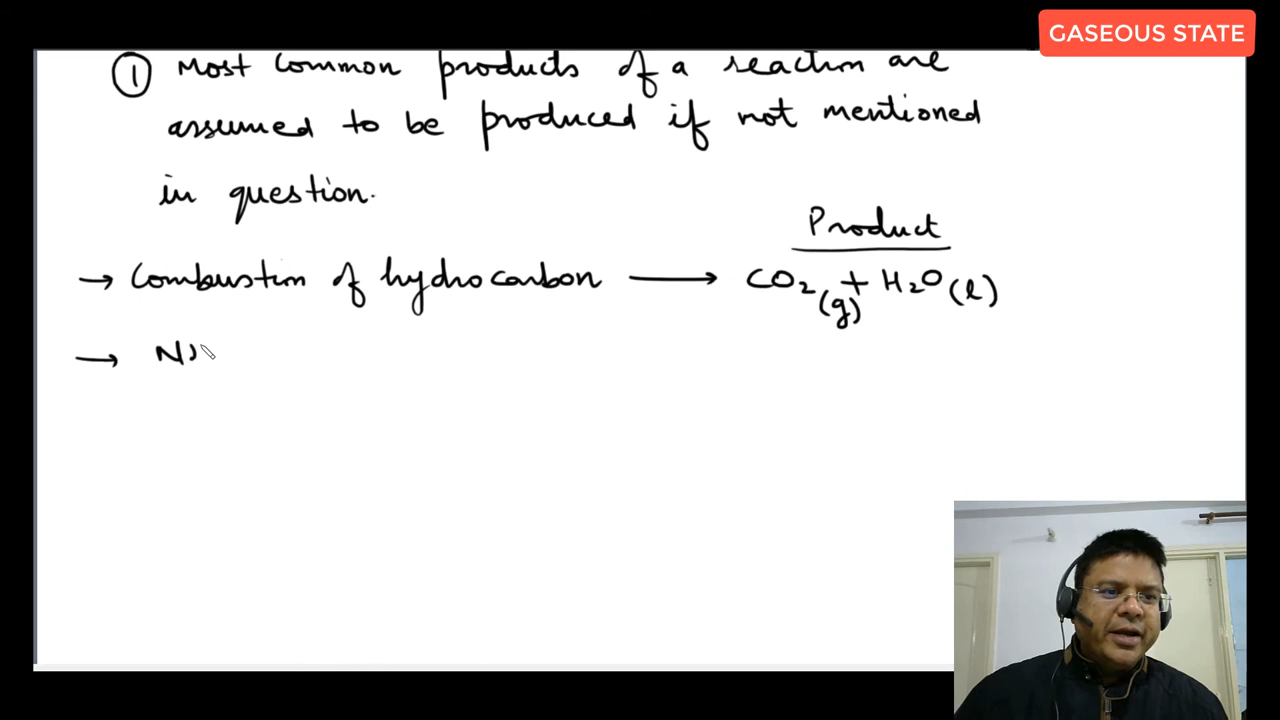 GASEOUS STATE
① Most common products of a reaction are
assumed to be produced if not mentioned
in question.
Product
→ Combustion of hydrocarbon ⟶ CO₂(g) + H₂O(l)
→ N